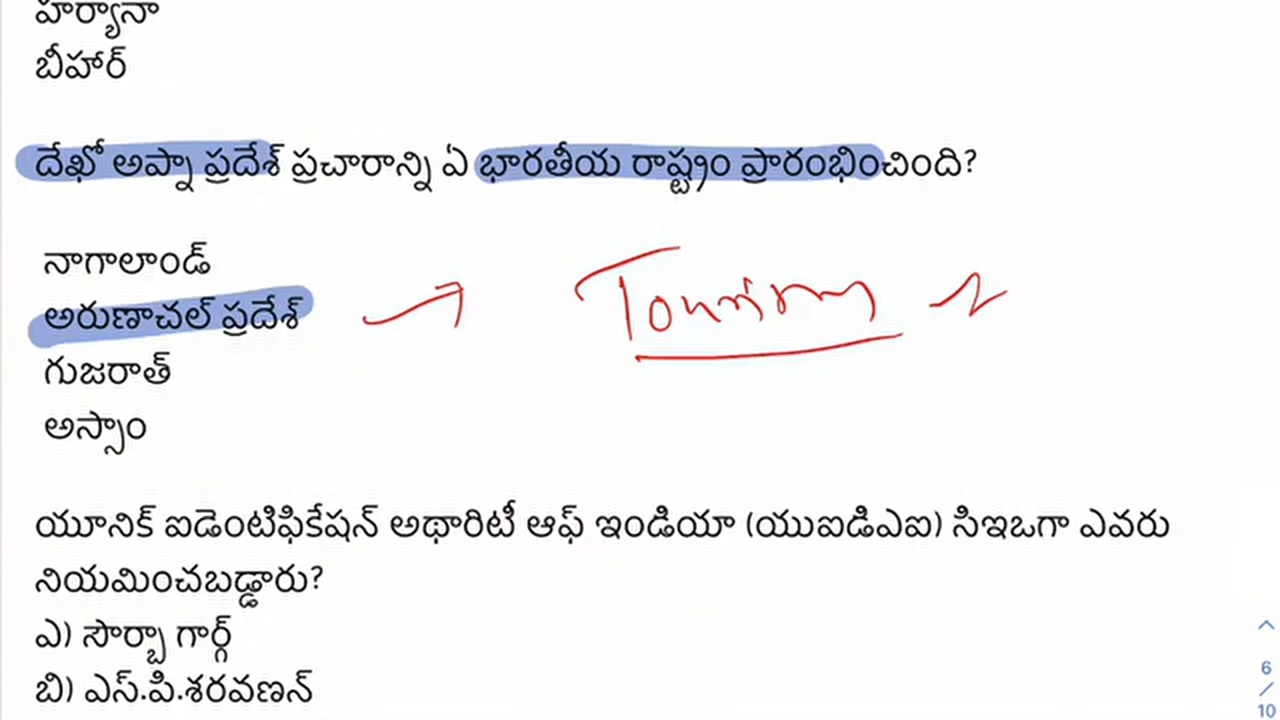 హర్యానా
బీహార్
దేఖో అప్నా ప్రదేశ్ ప్రచారాన్ని ఏ భారతీయ రాష్ట్రం ప్రారంభించింది?
నాగాలాండ్
అరుణాచల్ ప్రదేశ్
Tourism
గుజరాత్
అస్సాం
యూనిక్ ఐడెంటిఫికేషన్ అథారిటీ ఆఫ్ ఇండియా (యుఐడిఎఐ) సిఇఒగా ఎవరు
నియమించబడ్డారు?
ఎ) సౌర్బా గార్గ్
బి) ఎస్.పి.శరవణన్
6
/
10